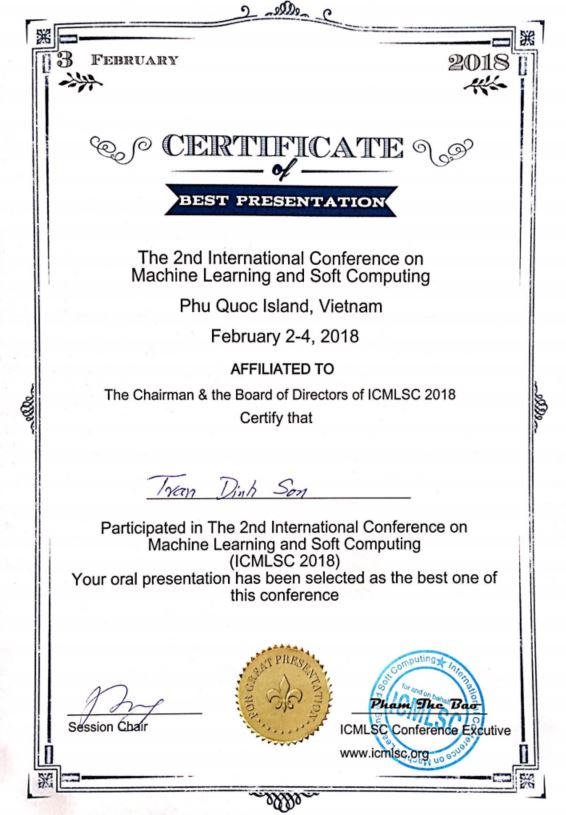 3 FEBRUARY
2018
CERTIFICATE
of
BEST PRESENTATION
The 2nd International Conference on
Machine Learning and Soft Computing
Phu Quoc Island, Vietnam
February 2-4, 2018
AFFILIATED TO
The Chairman & the Board of Directors of ICMLSC 2018
Certify that
Tran Dinh Son
Participated in The 2nd International Conference on
Machine Learning and Soft Computing
(ICMLSC 2018)
Your oral presentation has been selected as the best one of
this conference
Session Chair
FOR GREAT PRESENTATION
Soft Computing ★ International
for and on behalf
Pham The Bao
ICMLSC
Conference on
ICMLSC Conference Excutive
www.icmlsc.org